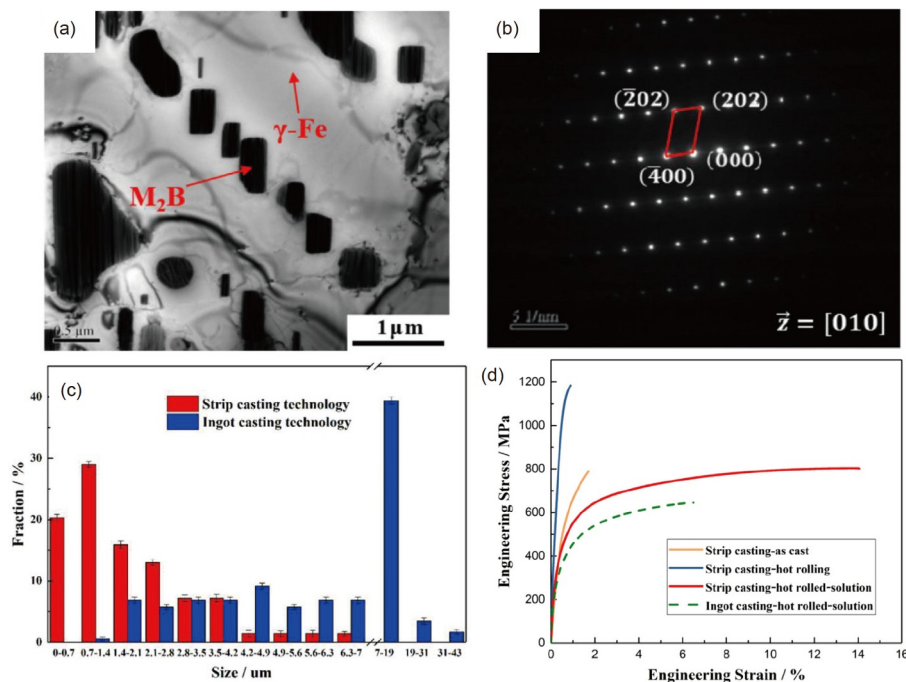 (a)
γ-Fe
M₂B
0.5 μm
1μm
(b)
(2̅02)
(202)
(4̅00)
(000)
5 1/nm
z⃗ = [010]
(c)
Strip casting technology
Ingot casting technology
Fraction / %
40
30
20
10
0
0-0.7 0.7-1.4 1.4-2.1 2.1-2.8 2.8-3.5 3.5-4.2 4.2-4.9 4.9-5.6 5.6-6.3 6.3-7 7-19 19-31 31-43
Size / um
(d)
Engineering Stress / MPa
1200
1000
800
600
400
200
0
Strip casting-as cast
Strip casting-hot rolling
Strip casting-hot rolled-solution
Ingot casting-hot rolled-solution
0 2 4 6 8 10 12 14 16
Engineering Strain / %